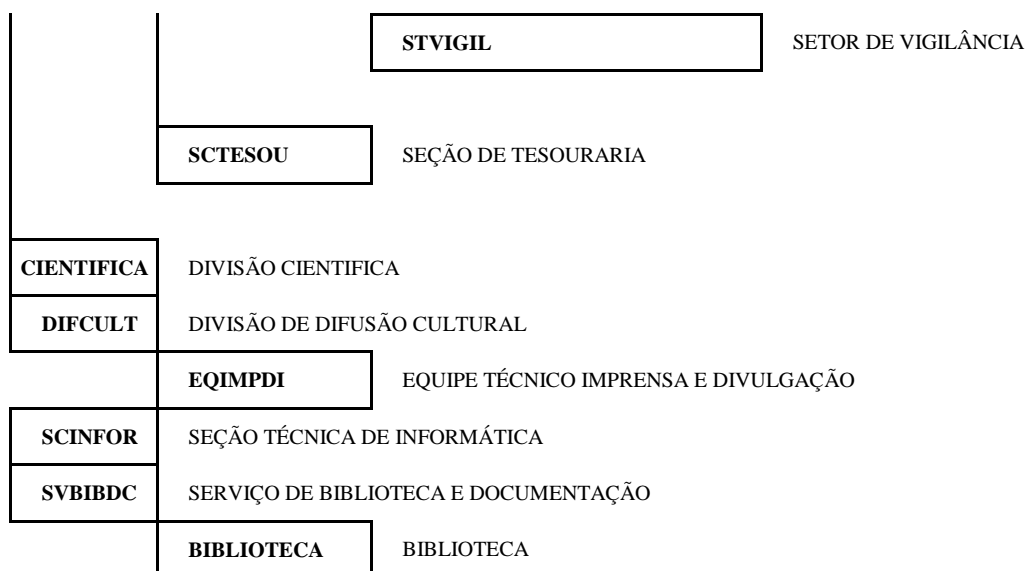 STVIGIL SETOR DE VIGILÂNCIA
SCTESOU SEÇÃO DE TESOURARIA
CIENTIFICA DIVISÃO CIENTIFICA
DIFCULT DIVISÃO DE DIFUSÃO CULTURAL
EQIMPDI EQUIPE TÉCNICO IMPRENSA E DIVULGAÇÃO
SCINFOR SEÇÃO TÉCNICA DE INFORMÁTICA
SVBIBDC SERVIÇO DE BIBLIOTECA E DOCUMENTAÇÃO
BIBLIOTECA BIBLIOTECA